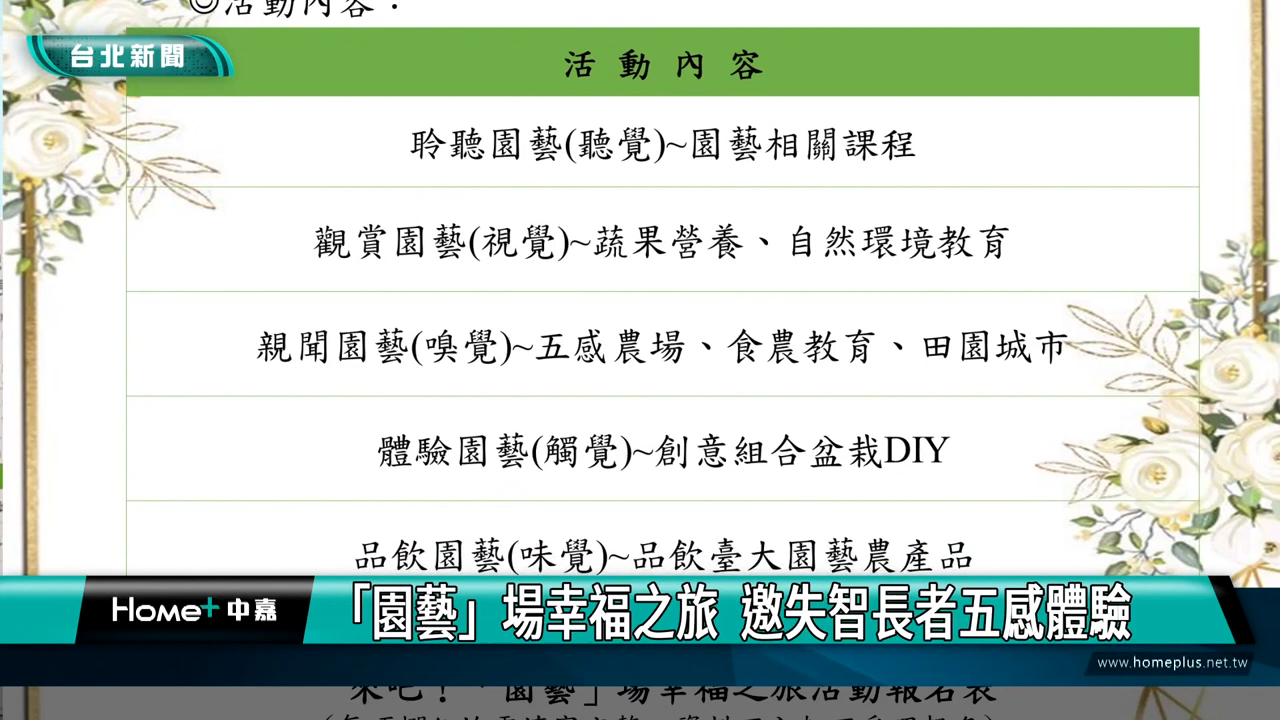 ◎活動內容：
台北新聞
活動內容
聆聽園藝(聽覺)~園藝相關課程
觀賞園藝(視覺)~蔬果營養、自然環境教育
親聞園藝(嗅覺)~五感農場、食農教育、田園城市
體驗園藝(觸覺)~創意組合盆栽DIY
品飲園藝(味覺)~品飲臺大園藝農產品
Home+中嘉
「園藝」場幸福之旅 邀失智長者五感體驗
www.homeplus.net.tw
來吧！「園藝」場幸福之旅活動報名表